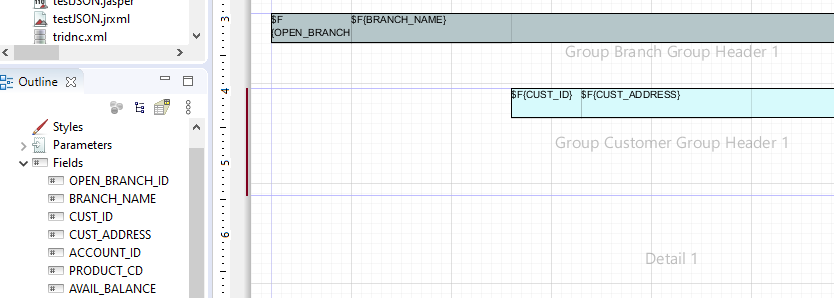 testJSON.jasper
testJSON.jrxml
tridnc.xml
Outline
Styles
Parameters
Fields
OPEN_BRANCH_ID
BRANCH_NAME
CUST_ID
CUST_ADDRESS
ACCOUNT_ID
PRODUCT_CD
AVAIL_BALANCE
3
4
5
6
$F
{OPEN_BRANCH
$F{BRANCH_NAME}
Group Branch Group Header 1
$F{CUST_ID}
$F{CUST_ADDRESS}
Group Customer Group Header 1
Detail 1